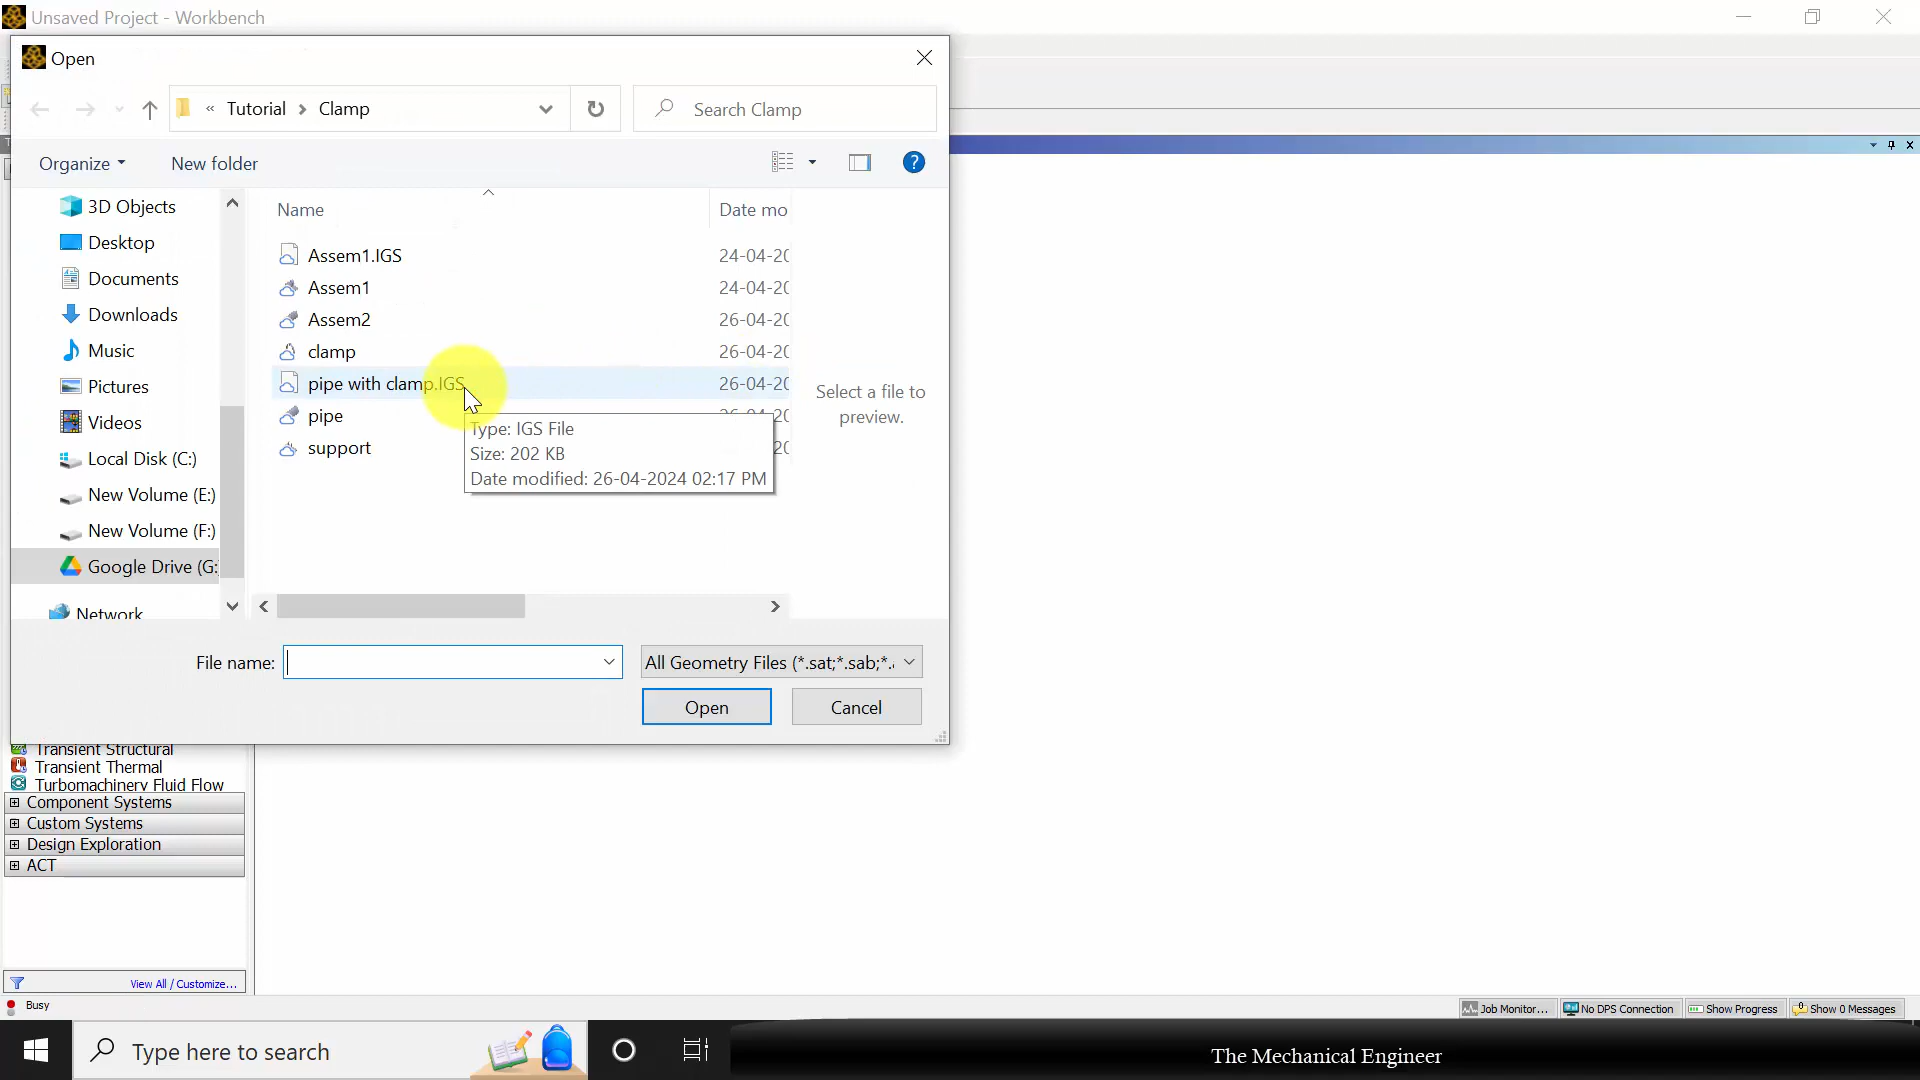 Unsaved Project - Workbench
Open
« Tutorial > Clamp
Search Clamp
Organize
New folder
?
3D Objects
Desktop
Documents
Downloads
Music
Pictures
Videos
Local Disk (C:)
New Volume (E:)
New Volume (F:)
Google Drive (G:
Network
Name
Date mo
Assem1.IGS
24-04-20
Assem1
24-04-20
Assem2
26-04-20
clamp
26-04-20
pipe with clamp.IGS
26-04-20
pipe
support
Type: IGS File
Size: 202 KB
Date modified: 26-04-2024 02:17 PM
Select a file to
preview.
File name:
All Geometry Files (*.sat;*.sab;*.
Open
Cancel
Transient Structural
Transient Thermal
Turbomachinery Fluid Flow
Component Systems
Custom Systems
Design Exploration
ACT
View All / Customize...
Busy
Job Monitor...
No DPS Connection
Show Progress
Show 0 Messages
Type here to search
The Mechanical Engineer